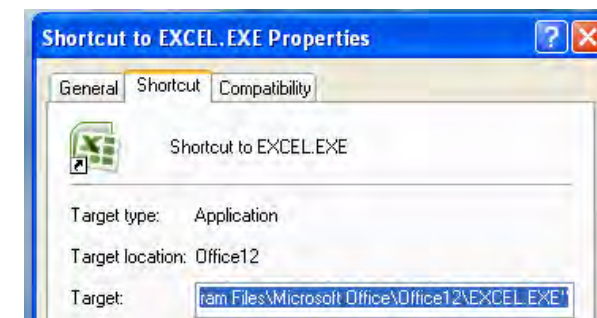 Shortcut to EXCEL.EXE Properties
General Shortcut Compatibility
Shortcut to EXCEL.EXE
Target type: Application
Target location: Office12
Target: ram Files\Microsoft Office\Office12\EXCEL.EXE"